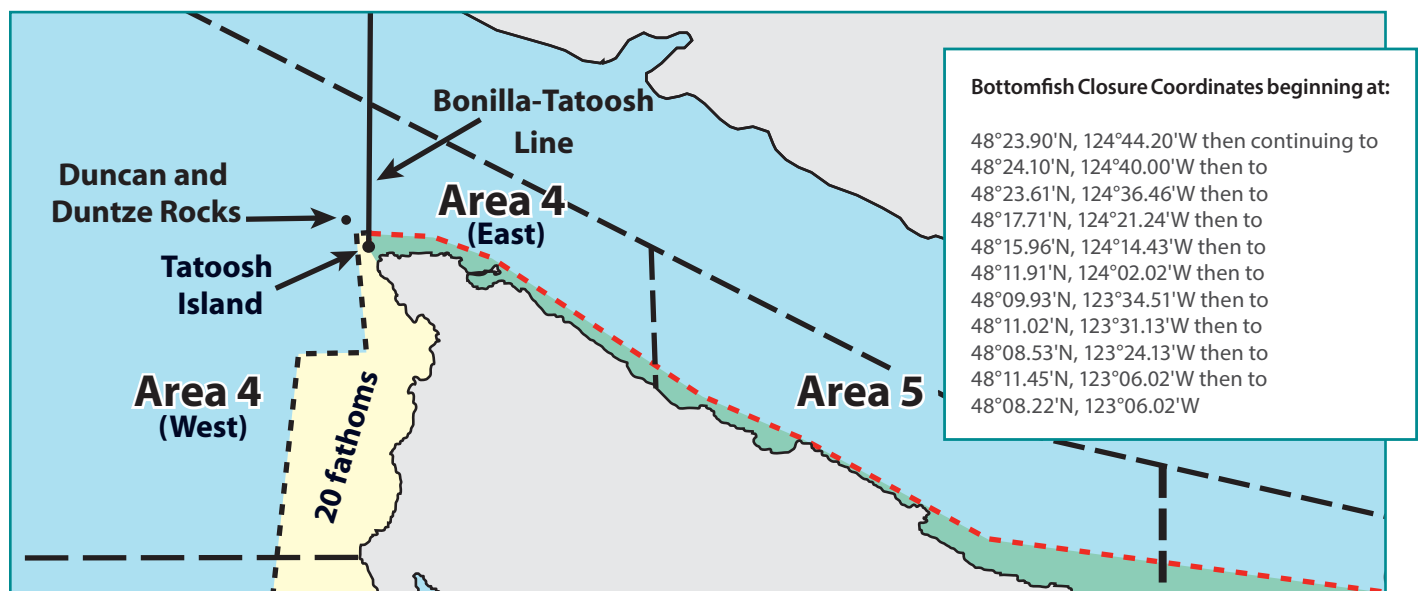 Bonilla-Tatoosh
Line
Duncan and
Duntze Rocks
Area 4
(East)
Tatoosh
Island
Area 4
(West)
20 fathoms
Area 5
Bottomfish Closure Coordinates beginning at:
48°23.90'N, 124°44.20'W then continuing to
48°24.10'N, 124°40.00'W then to
48°23.61'N, 124°36.46'W then to
48°17.71'N, 124°21.24'W then to
48°15.96'N, 124°14.43'W then to
48°11.91'N, 124°02.02'W then to
48°09.93'N, 123°34.51'W then to
48°11.02'N, 123°31.13'W then to
48°08.53'N, 123°24.13'W then to
48°11.45'N, 123°06.02'W then to
48°08.22'N, 123°06.02'W